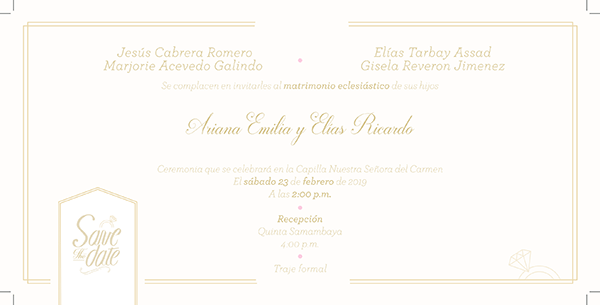 Jesús Cabrera Romero
Marjorie Acevedo Galindo
Elías Tarbay Assad
Gisela Reveron Jimenez
Se complacen en invitarles al matrimonio eclesiástico de sus hijos
Ariana Emilia y Elías Ricardo
Ceremonia que se celebrará en la Capilla Nuestra Señora del Carmen
El sábado 23 de febrero de 2019
A las 2:00 p.m.
Recepción
Quinta Samambaya
4:00 p.m.
Traje formal
Save
the
date